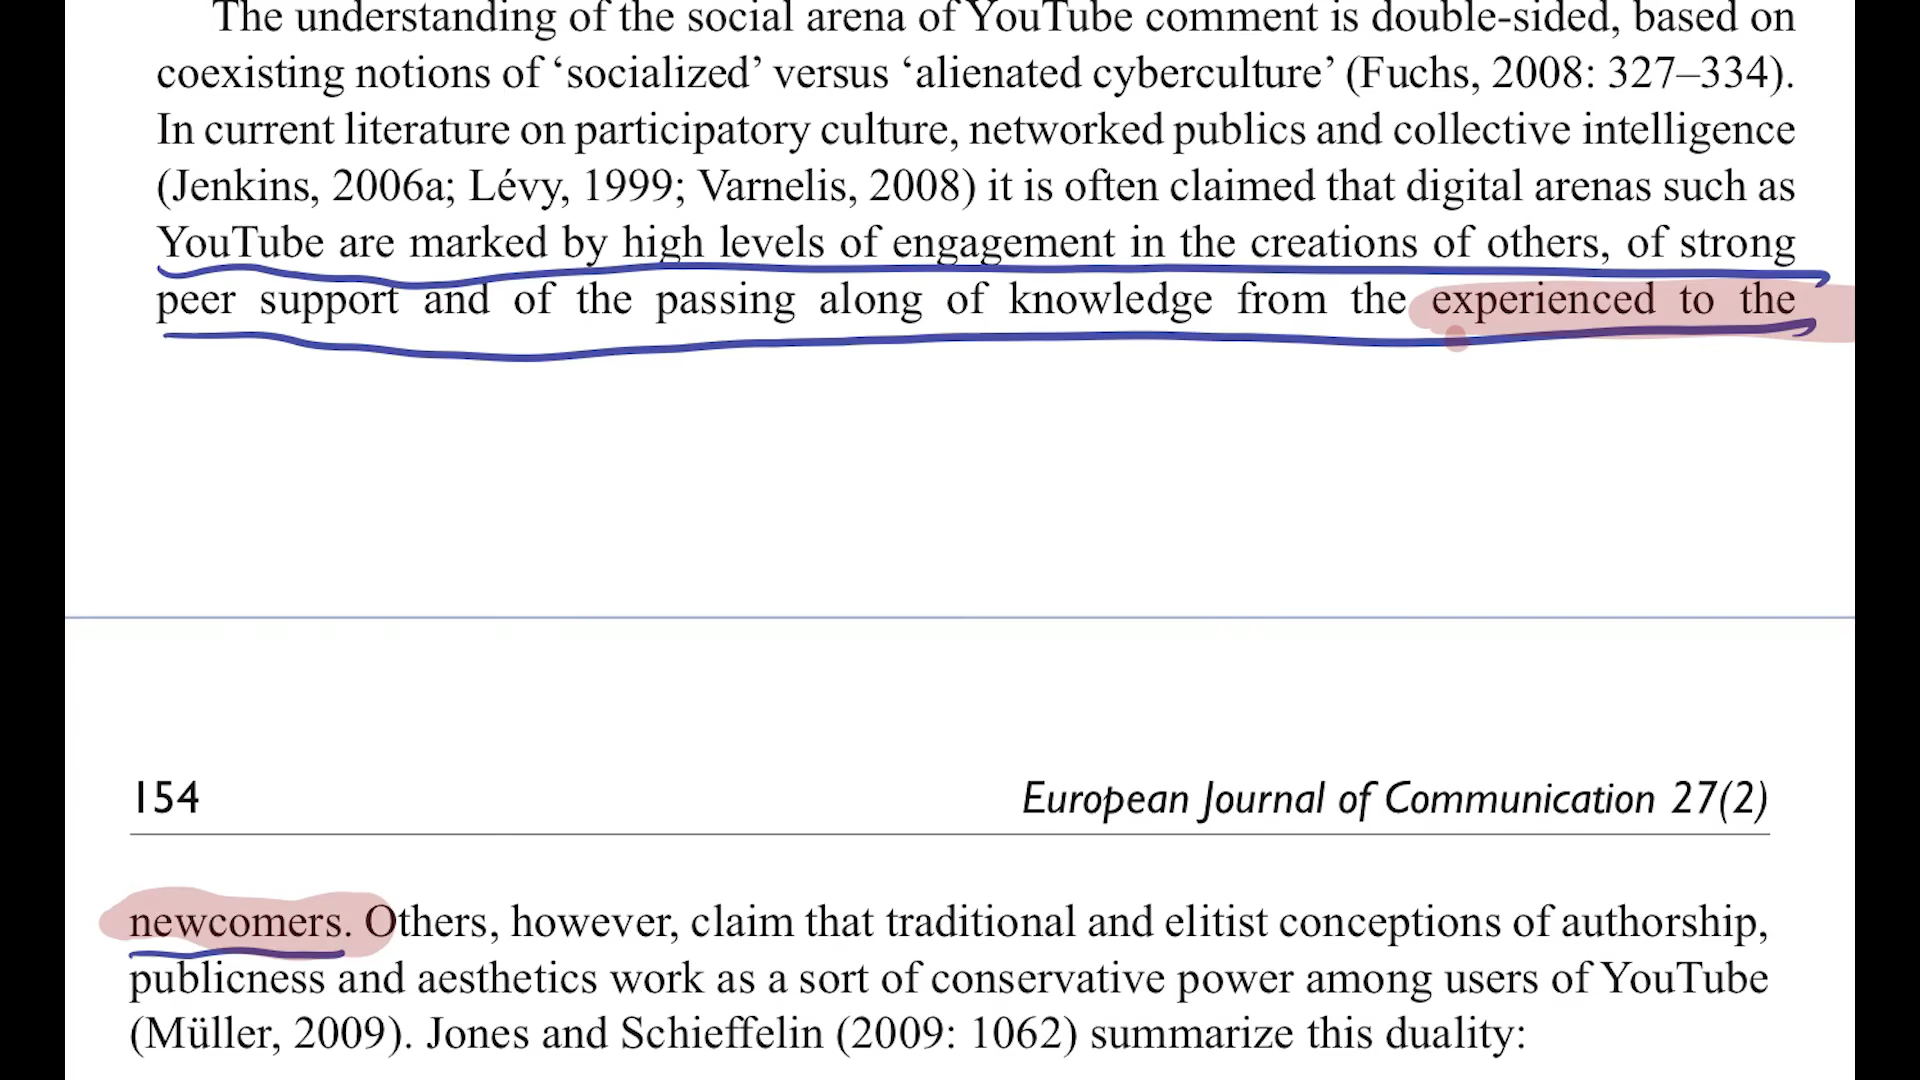 The understanding of the social arena of YouTube comment is double-sided, based on
coexisting notions of ‘socialized’ versus ‘alienated cyberculture’ (Fuchs, 2008: 327–334).
In current literature on participatory culture, networked publics and collective intelligence
(Jenkins, 2006a; Lévy, 1999; Varnelis, 2008) it is often claimed that digital arenas such as
YouTube are marked by high levels of engagement in the creations of others, of strong
peer support and of the passing along of knowledge from the experienced to the
154
European Journal of Communication 27(2)
newcomers. Others, however, claim that traditional and elitist conceptions of authorship,
publicness and aesthetics work as a sort of conservative power among users of YouTube
(Müller, 2009). Jones and Schieffelin (2009: 1062) summarize this duality: